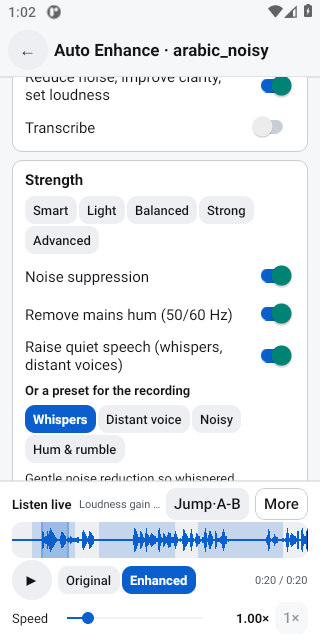 1:02
← Auto Enhance · arabic_noisy
Reduce noise, improve clarity,
set loudness
Transcribe
Strength
Smart Light Balanced Strong
Advanced
Noise suppression
Remove mains hum (50/60 Hz)
Raise quiet speech (whispers,
distant voices)
Or a preset for the recording
Whispers Distant voice Noisy
Hum & rumble
Gentle noise reduction so whispered
Listen live Loudness gain ... Jump·A-B More
Original Enhanced 0:20 / 0:20
Speed 1.00× 1×